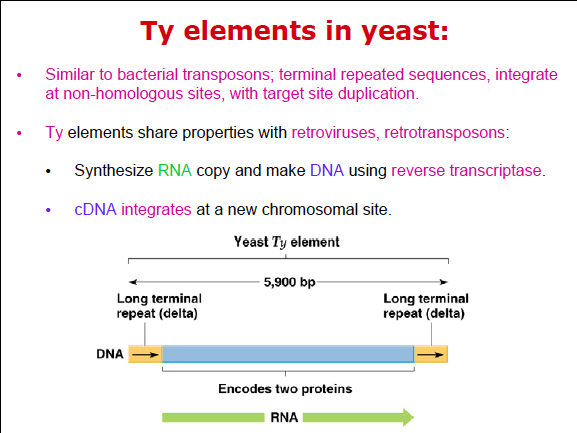 Ty elements in yeast:
• Similar to bacterial transposons; terminal repeated sequences, integrate
at non-homologous sites, with target site duplication.
• Ty elements share properties with retroviruses, retrotransposons:
• Synthesize RNA copy and make DNA using reverse transcriptase.
• cDNA integrates at a new chromosomal site.
Yeast Ty element
5,900 bp
Long terminal
repeat (delta)
Long terminal
repeat (delta)
DNA
Encodes two proteins
RNA